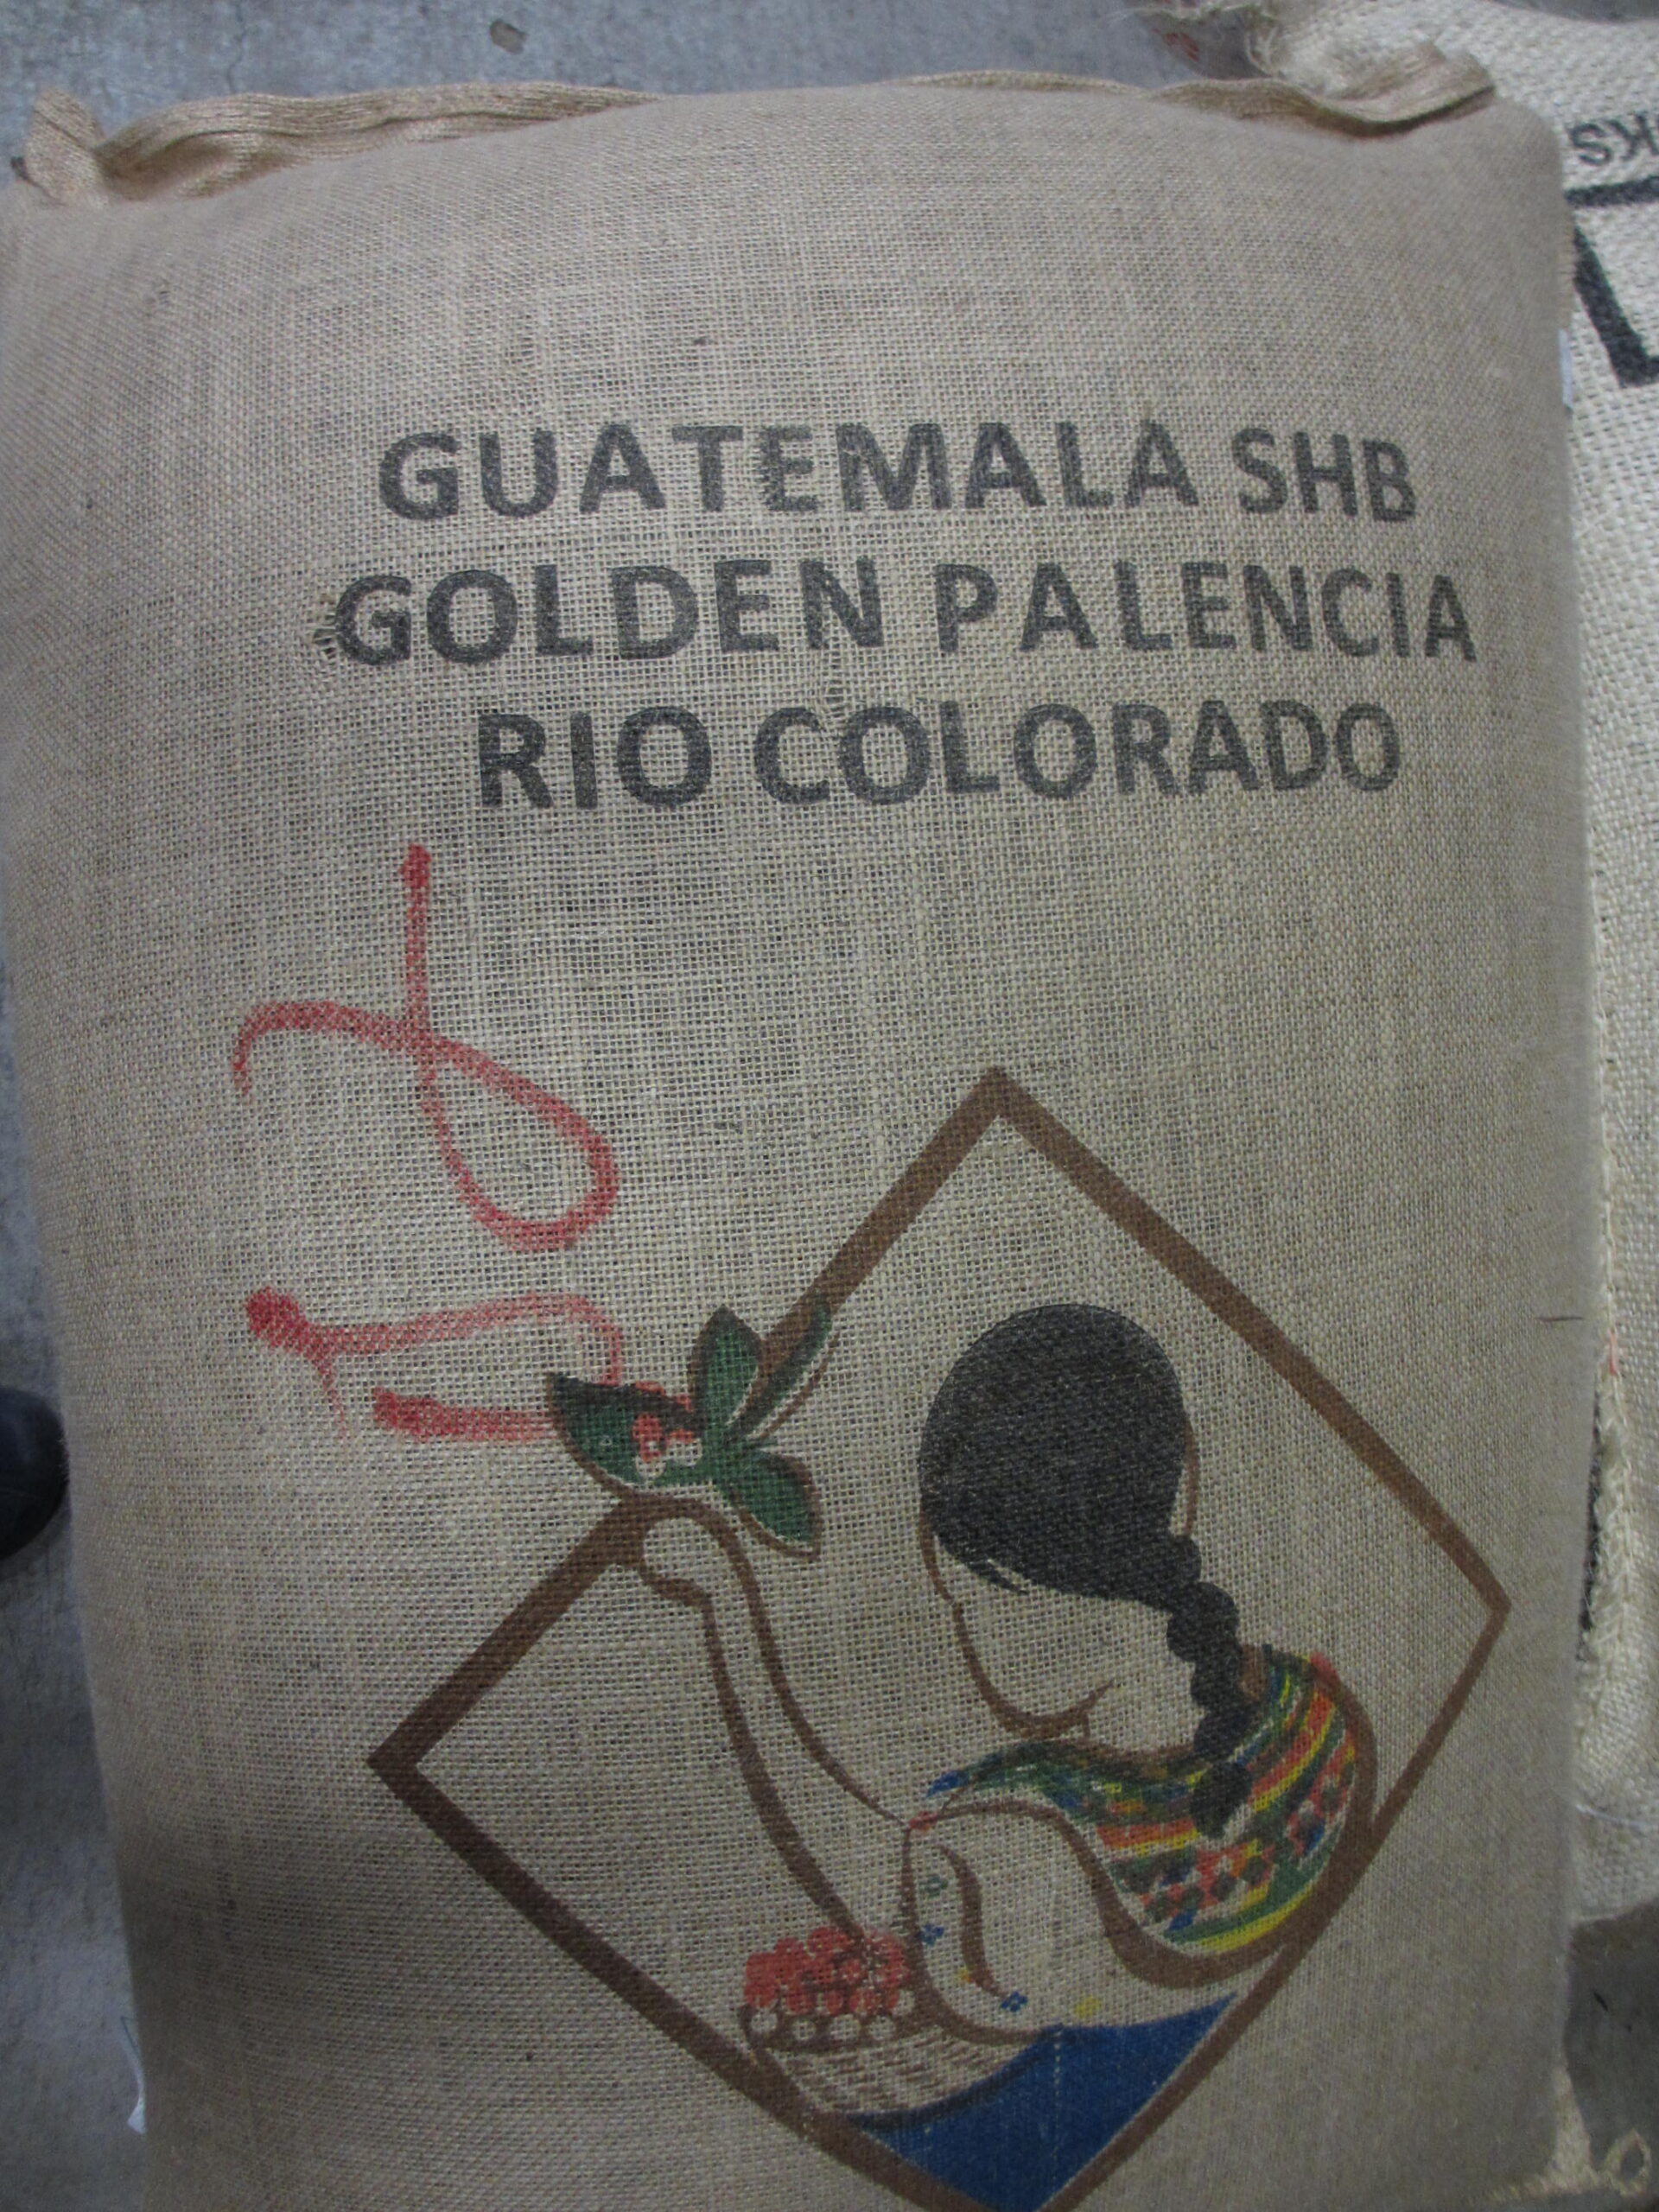 GUATEMALA SHB
GOLDEN PALENCIA
RIO COLORADO